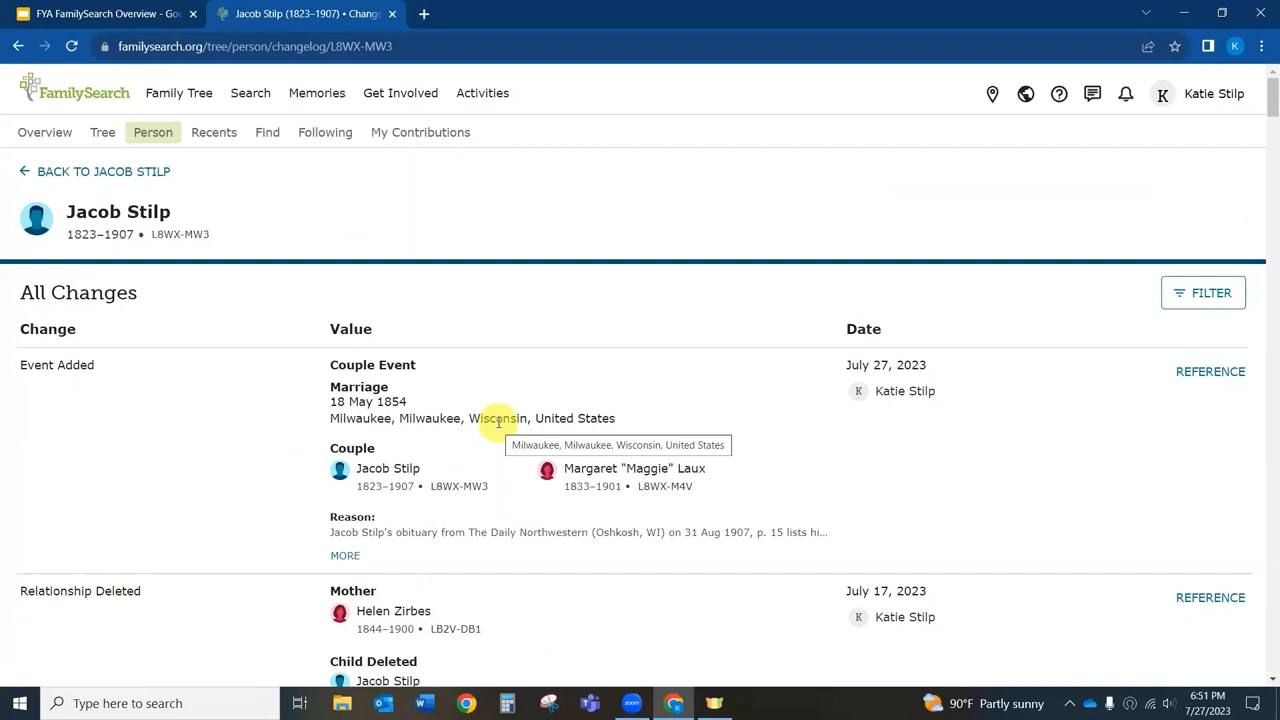 FYA FamilySearch Overview - Goo
Jacob Stilp (1823–1907) • Chang
familysearch.org/tree/person/changelog/L8WX-MW3
K
FamilySearch
Family Tree
Search
Memories
Get Involved
Activities
K
Katie Stilp
Overview
Tree
Person
Recents
Find
Following
My Contributions
BACK TO JACOB STILP
Jacob Stilp
1823–1907 • L8WX-MW3
All Changes
FILTER
Change
Value
Date
Event Added
Couple Event
July 27, 2023
REFERENCE
Marriage
K Katie Stilp
18 May 1854
Milwaukee, Milwaukee, Wisconsin, United States
Milwaukee, Milwaukee, Wisconsin, United States
Couple
Jacob Stilp
Margaret "Maggie" Laux
1823–1907 • L8WX-MW3
1833–1901 • L8WX-M4V
Reason:
Jacob Stilp's obituary from The Daily Northwestern (Oshkosh, WI) on 31 Aug 1907, p. 15 lists hi...
MORE
Relationship Deleted
Mother
July 17, 2023
REFERENCE
Helen Zirbes
K Katie Stilp
1844–1900 • LB2V-DB1
Child Deleted
Jacob Stilp
Type here to search
zoom
K
90°F Partly sunny
6:51 PM
7/27/2023